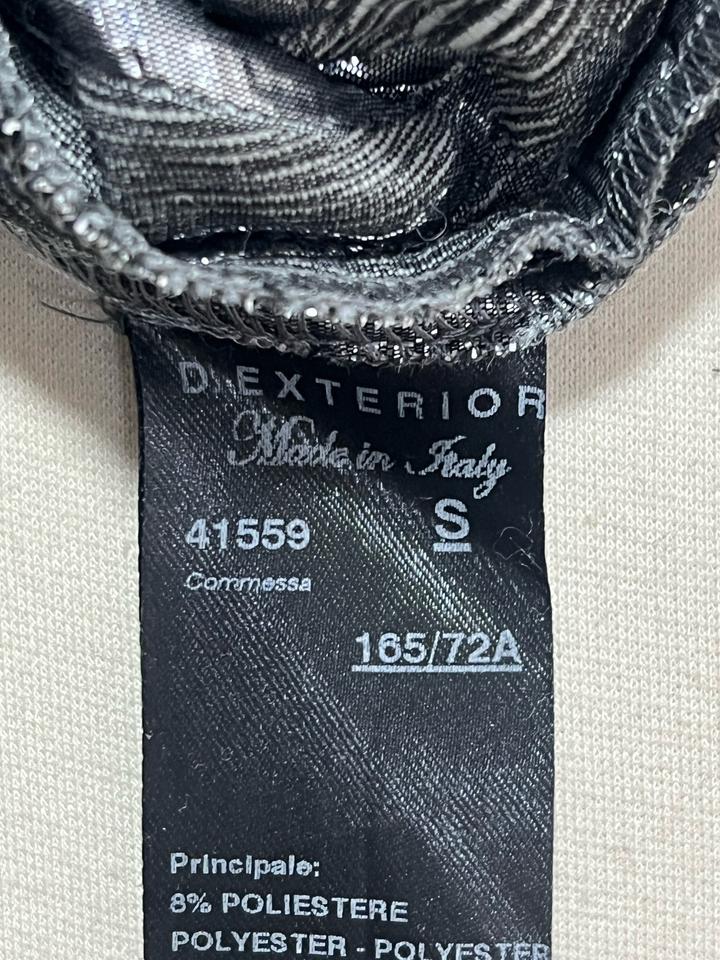 D.EXTERIOR
Made in Italy
41559 S
Commessa
165/72A
Principale:
8% POLIESTERE
POLYESTER - POLYESTER